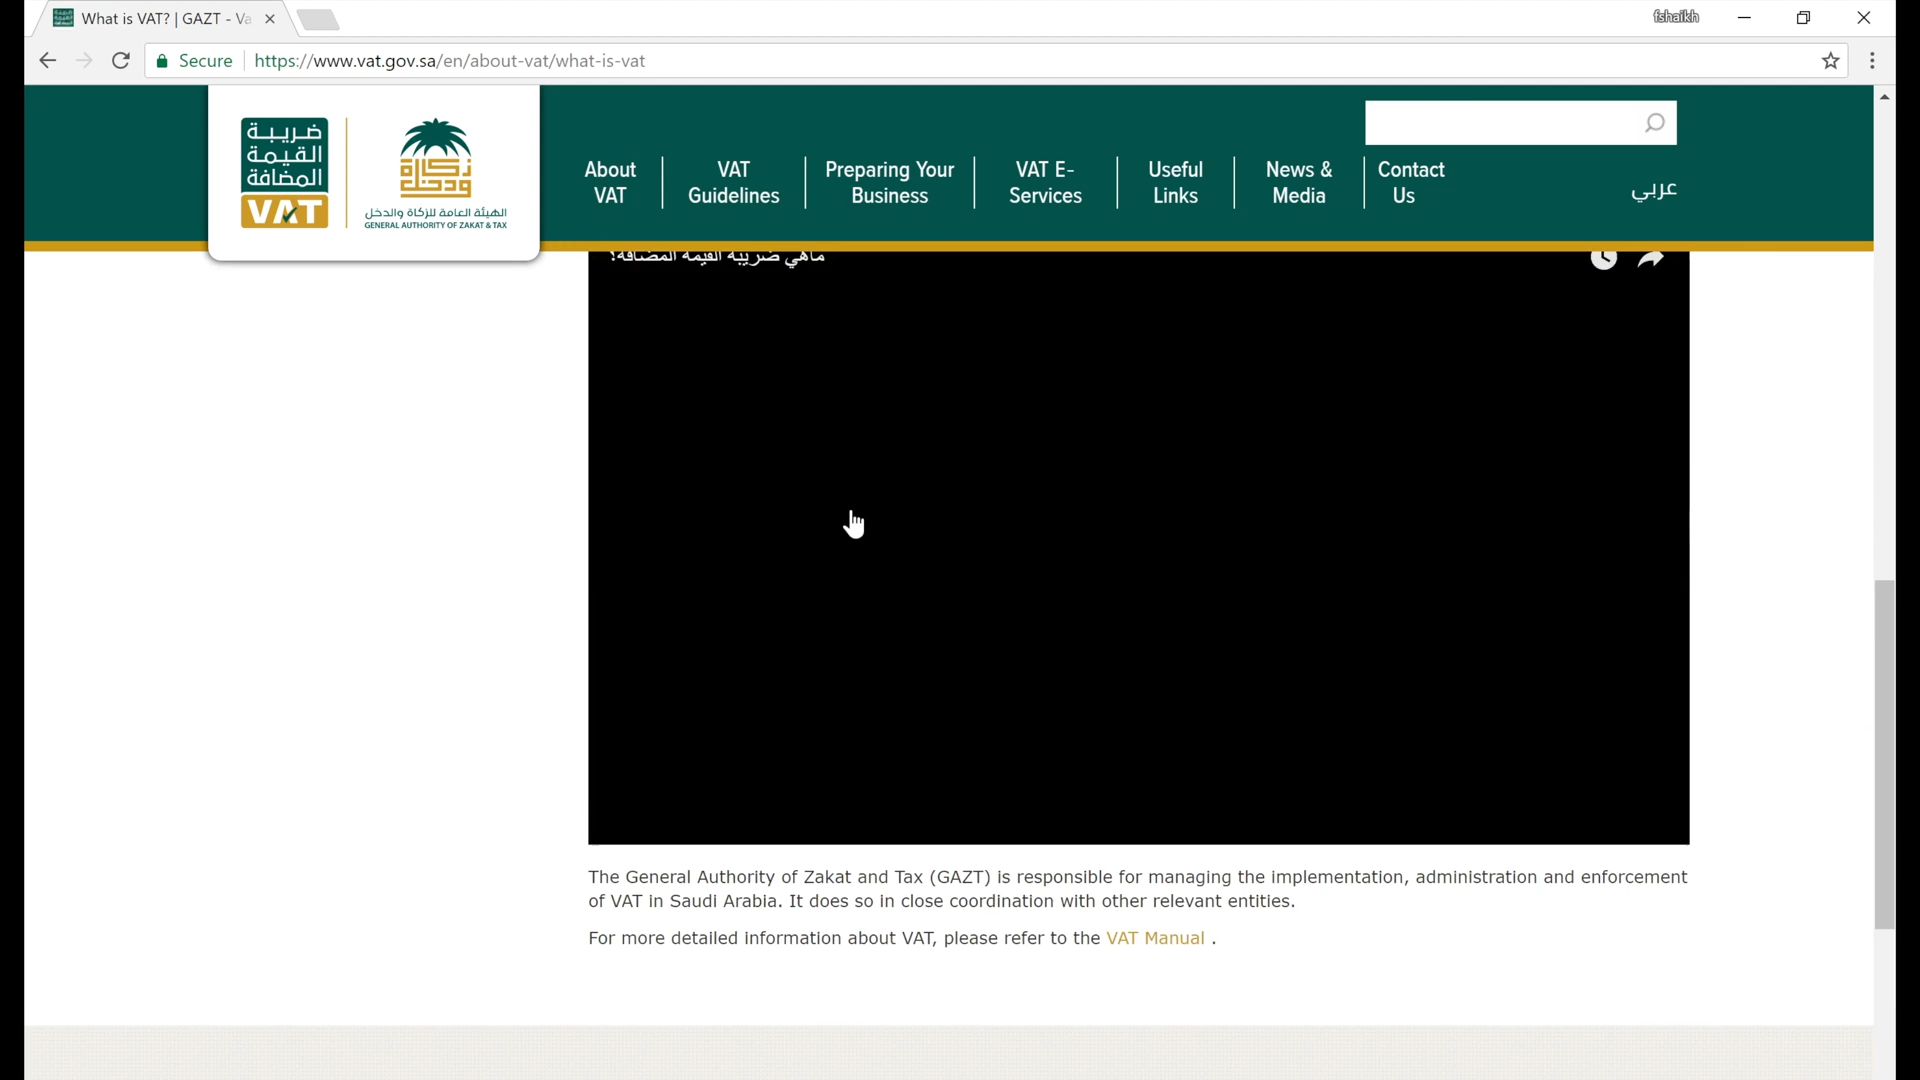 What is VAT? | GAZT - Va
fshaikh
Secure
https://www.vat.gov.sa/en/about-vat/what-is-vat
ضريبة
القيمة
المضافة
VAT
زكاة
ودخل
الهيئة العامة للزكاة والدخل
GENERAL AUTHORITY OF ZAKAT & TAX
About
VAT
VAT
Guidelines
Preparing Your
Business
VAT E-
Services
Useful
Links
News &
Media
Contact
Us
عربي
ماهي ضريبة القيمة المضافة؟
The General Authority of Zakat and Tax (GAZT) is responsible for managing the implementation, administration and enforcement
of VAT in Saudi Arabia. It does so in close coordination with other relevant entities.
For more detailed information about VAT, please refer to the VAT Manual .